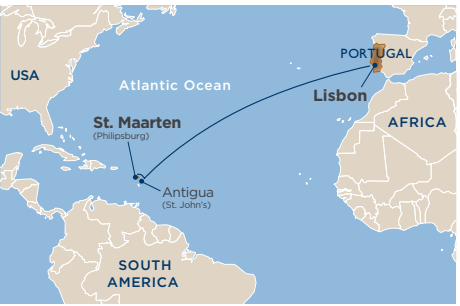 PORTUGAL
USA
Atlantic Ocean
Lisbon
St. Maarten
(Philipsburg)
AFRICA
Antigua
(St. John's)
SOUTH
AMERICA